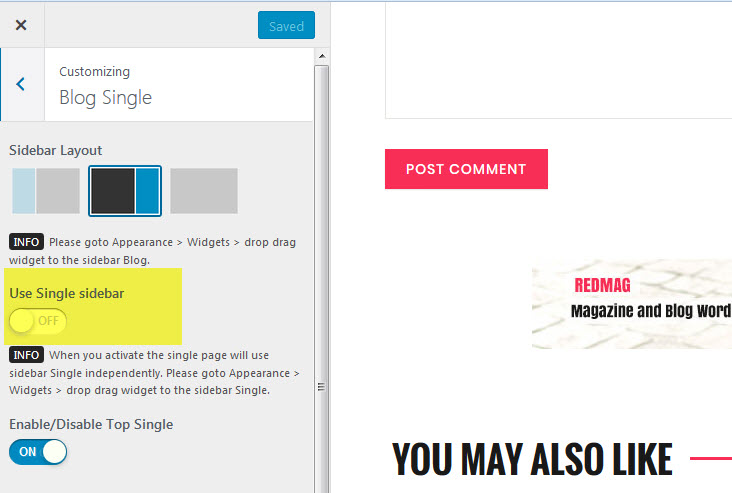 Saved
Customizing
Blog Single
Sidebar Layout
INFO Please goto Appearance > Widgets > drop drag
widget to the sidebar Blog.
Use Single sidebar
OFF
INFO When you activate the single page will use
sidebar Single independently. Please goto Appearance >
Widgets > drop drag widget to the sidebar Single.
Enable/Disable Top Single
ON
POST COMMENT
REDMAG
Magazine and Blog Word
YOU MAY ALSO LIKE